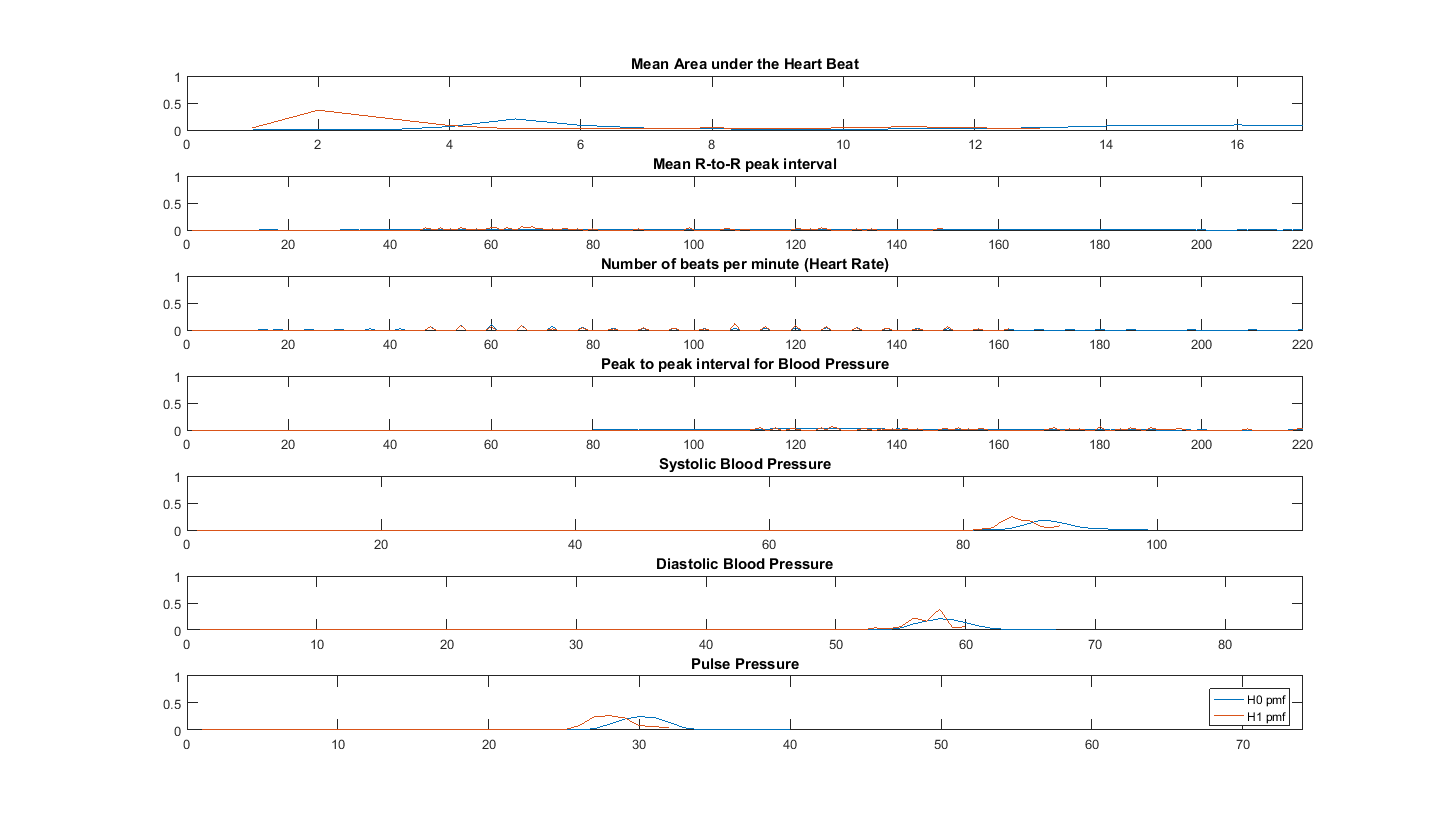 Mean Area under the Heart Beat
1
0.5
0
0 2 4 6 8 10 12 14 16
Mean R-to-R peak interval
1
0.5
0
0 20 40 60 80 100 120 140 160 180 200 220
Number of beats per minute (Heart Rate)
1
0.5
0
0 20 40 60 80 100 120 140 160 180 200 220
Peak to peak interval for Blood Pressure
1
0.5
0
0 20 40 60 80 100 120 140 160 180 200 220
Systolic Blood Pressure
1
0.5
0
0 20 40 60 80 100
Diastolic Blood Pressure
1
0.5
0
0 10 20 30 40 50 60 70 80
Pulse Pressure
1
0.5
0
H0 pmf
H1 pmf
0 10 20 30 40 50 60 70